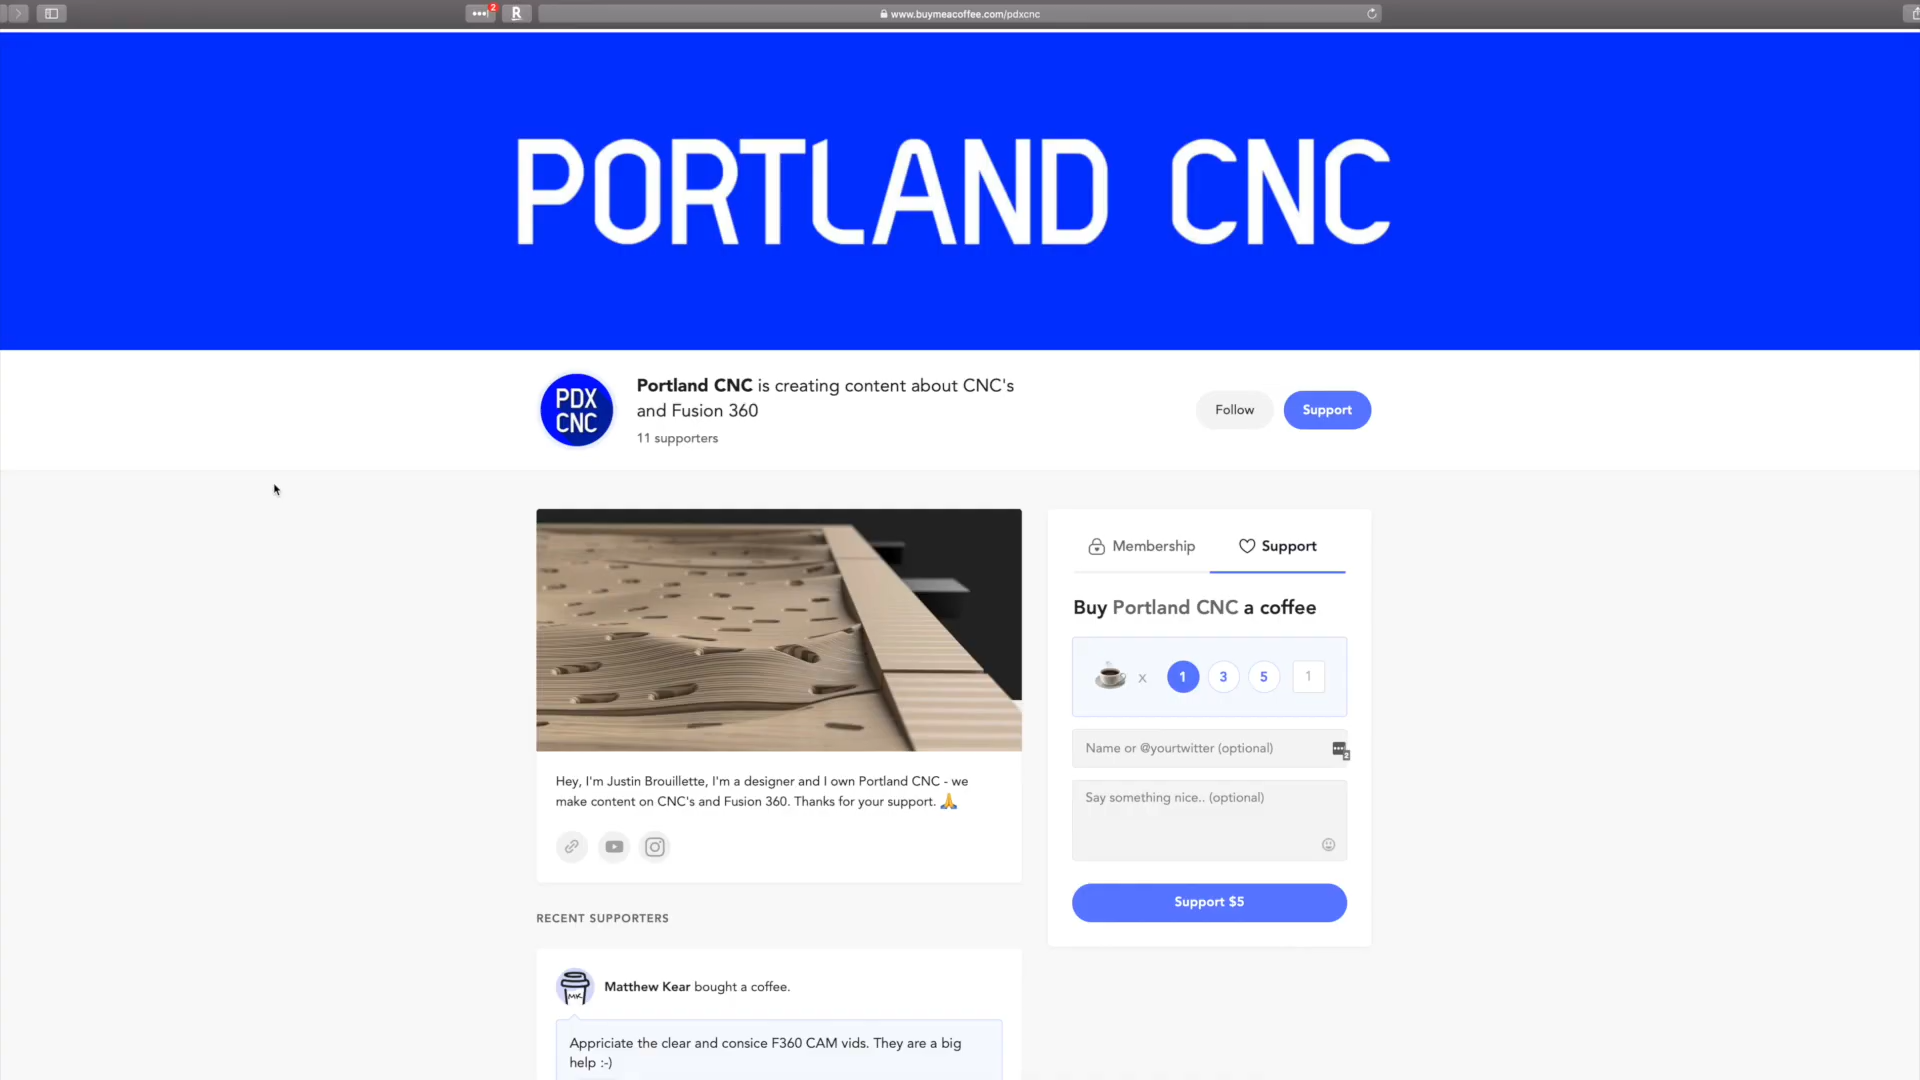 2
R
www.buymeacoffee.com/pdxcnc
PORTLAND CNC
PDX
CNC
Portland CNC is creating content about CNC's
and Fusion 360
11 supporters
Follow
Support
Membership
Support
Buy Portland CNC a coffee
x
1
3
5
1
Name or @yourtwitter (optional)
Say something nice.. (optional)
Support $5
Hey, I'm Justin Brouillette, I'm a designer and I own Portland CNC - we
make content on CNC's and Fusion 360. Thanks for your support. 🙏
RECENT SUPPORTERS
MK
Matthew Kear bought a coffee.
Appriciate the clear and consice F360 CAM vids. They are a big
help :-)